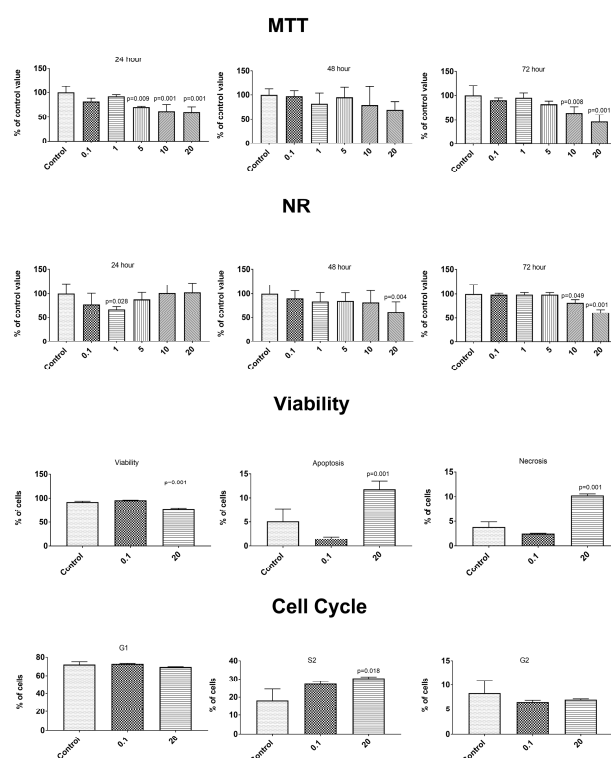 MTT
24 hour
48 hour
72 hour
% of control value
150
100
50
0
p=0.009
p=0.001
p=0.001
Control
0.1
1
5
10
20
% of control value
150
100
50
0
Control
0.1
1
5
10
20
% of control value
150
100
50
0
p=0.008
p=0.001
Control
0.1
1
5
10
20
NR
24 hour
48 hour
72 hour
% of control value
150
100
50
0
p=0.028
Control
0.1
1
5
10
20
% of control value
150
100
50
0
p=0.004
Control
0.1
1
5
10
20
% of control value
150
100
50
0
p=0.049
p=0.001
Control
0.1
1
5
10
20
Viability
Viability
Apoptosis
Necrosis
% of cells
150
100
50
0
p=0.001
Control
0.1
20
% of cells
15
10
5
0
p=0.001
Control
0.1
20
% of cells
15
10
5
0
p=0.001
Control
0.1
20
Cell Cycle
G1
S2
G2
% of cells
80
60
40
20
0
Control
0.1
20
% of cells
40
30
20
10
0
p=0.018
Control
0.1
20
% of cells
15
10
5
0
Control
0.1
20